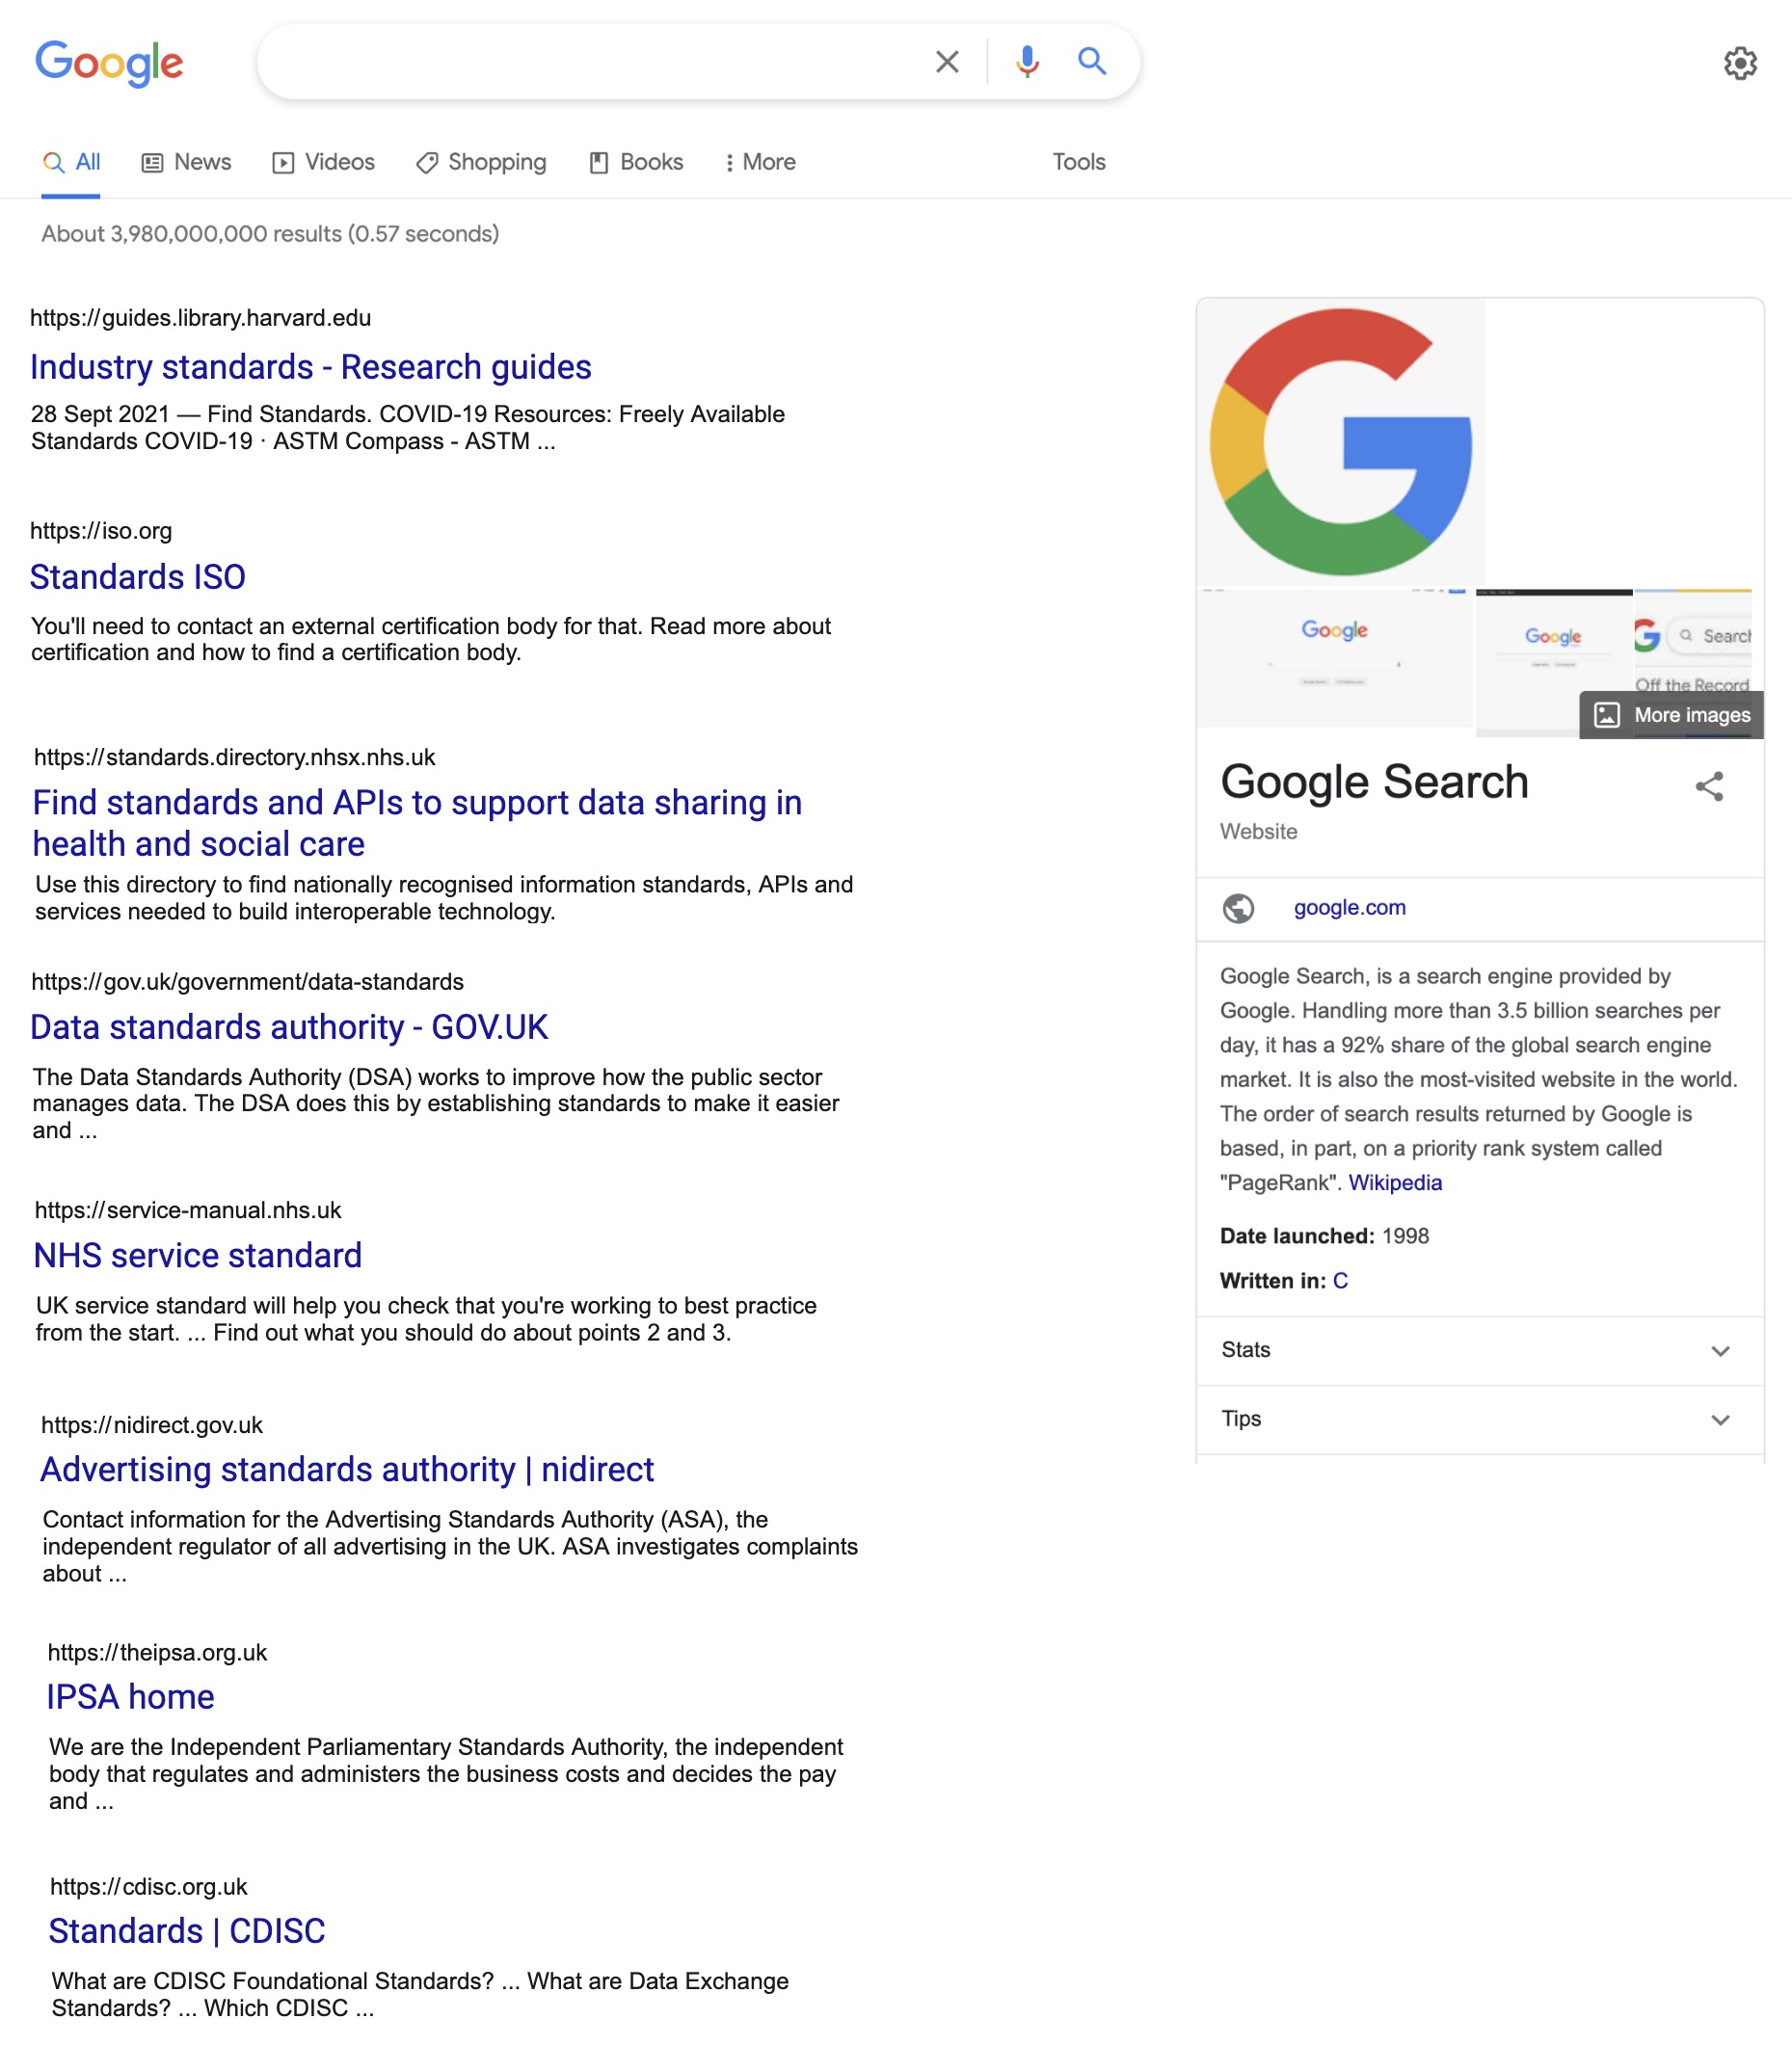 Google
All
News
Videos
Shopping
Books
More
Tools
About 3,980,000,000 results (0.57 seconds)
https://guides.library.harvard.edu
Industry standards - Research guides
28 Sept 2021 — Find Standards. COVID-19 Resources: Freely Available
Standards COVID-19 · ASTM Compass - ASTM ...
https://iso.org
Standards ISO
You'll need to contact an external certification body for that. Read more about
certification and how to find a certification body.
https://standards.directory.nhsx.nhs.uk
Find standards and APIs to support data sharing in
health and social care
Use this directory to find nationally recognised information standards, APIs and
services needed to build interoperable technology.
https://gov.uk/government/data-standards
Data standards authority - GOV.UK
The Data Standards Authority (DSA) works to improve how the public sector
manages data. The DSA does this by establishing standards to make it easier
and ...
https://service-manual.nhs.uk
NHS service standard
UK service standard will help you check that you're working to best practice
from the start. ... Find out what you should do about points 2 and 3.
https://nidirect.gov.uk
Advertising standards authority | nidirect
Contact information for the Advertising Standards Authority (ASA), the
independent regulator of all advertising in the UK. ASA investigates complaints
about ...
https://theipsa.org.uk
IPSA home
We are the Independent Parliamentary Standards Authority, the independent
body that regulates and administers the business costs and decides the pay
and ...
https://cdisc.org.uk
Standards | CDISC
What are CDISC Foundational Standards? ... What are Data Exchange
Standards? ... Which CDISC ...
G
Google
Google
G Search
Off the Record
More images
Google Search
Website
google.com
Google Search, is a search engine provided by
Google. Handling more than 3.5 billion searches per
day, it has a 92% share of the global search engine
market. It is also the most-visited website in the world.
The order of search results returned by Google is
based, in part, on a priority rank system called
"PageRank". Wikipedia
Date launched: 1998
Written in: C
Stats
Tips